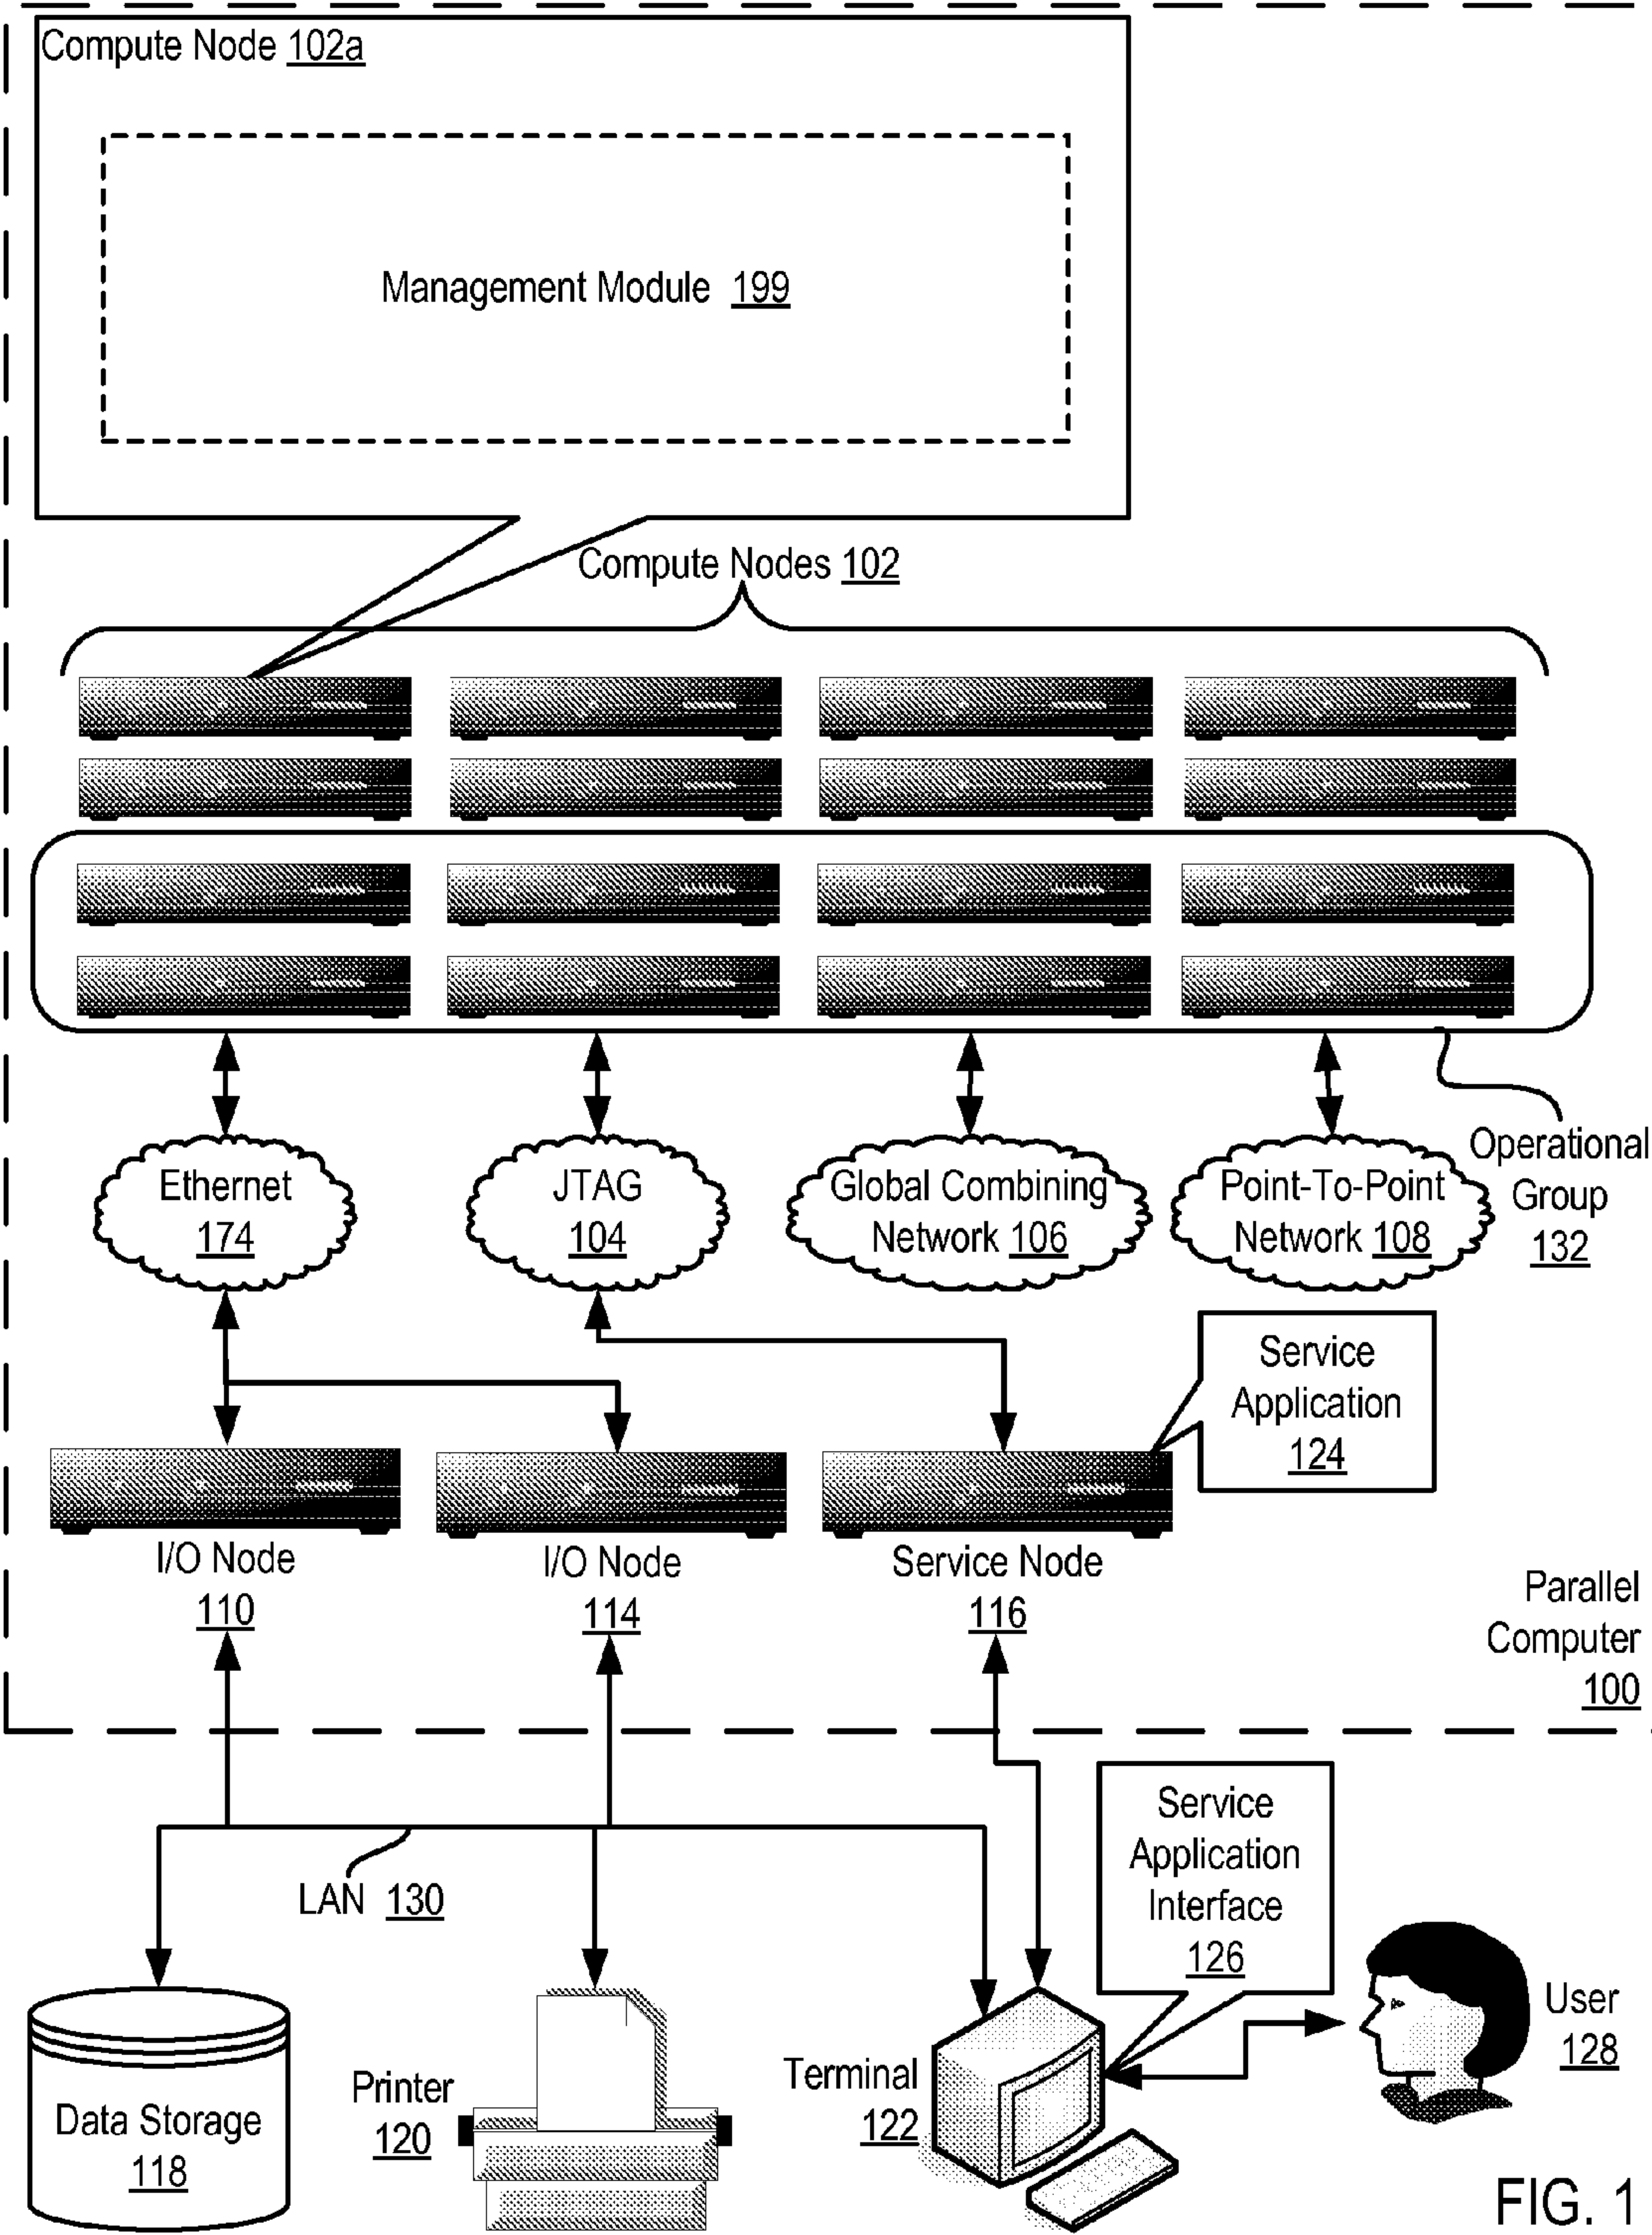 Compute Node 102a
Management Module 199
Compute Nodes 102
Ethernet
174
JTAG
104
Global Combining
Network 106
Point-To-Point
Network 108
Operational
Group
132
Service
Application
124
I/O Node
110
I/O Node
114
Service Node
116
Parallel
Computer
100
LAN 130
Service
Application
Interface
126
Data Storage
118
Printer
120
Terminal
122
User
128
FIG. 1